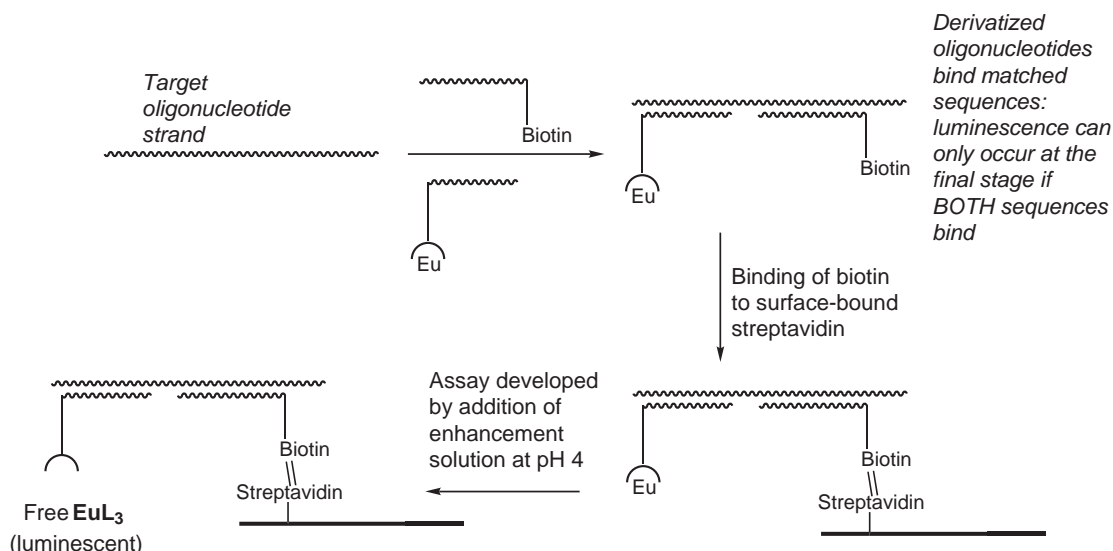 Target
oligonucleotide
strand
Biotin
Eu
Eu
Biotin
Derivatized
oligonucleotides
bind matched
sequences:
luminescence can
only occur at the
final stage if
BOTH sequences
bind
Binding of biotin
to surface-bound
streptavidin
Eu
Biotin
Streptavidin
Assay developed
by addition of
enhancement
solution at pH 4
Biotin
Streptavidin
Free EuL₃
(luminescent)